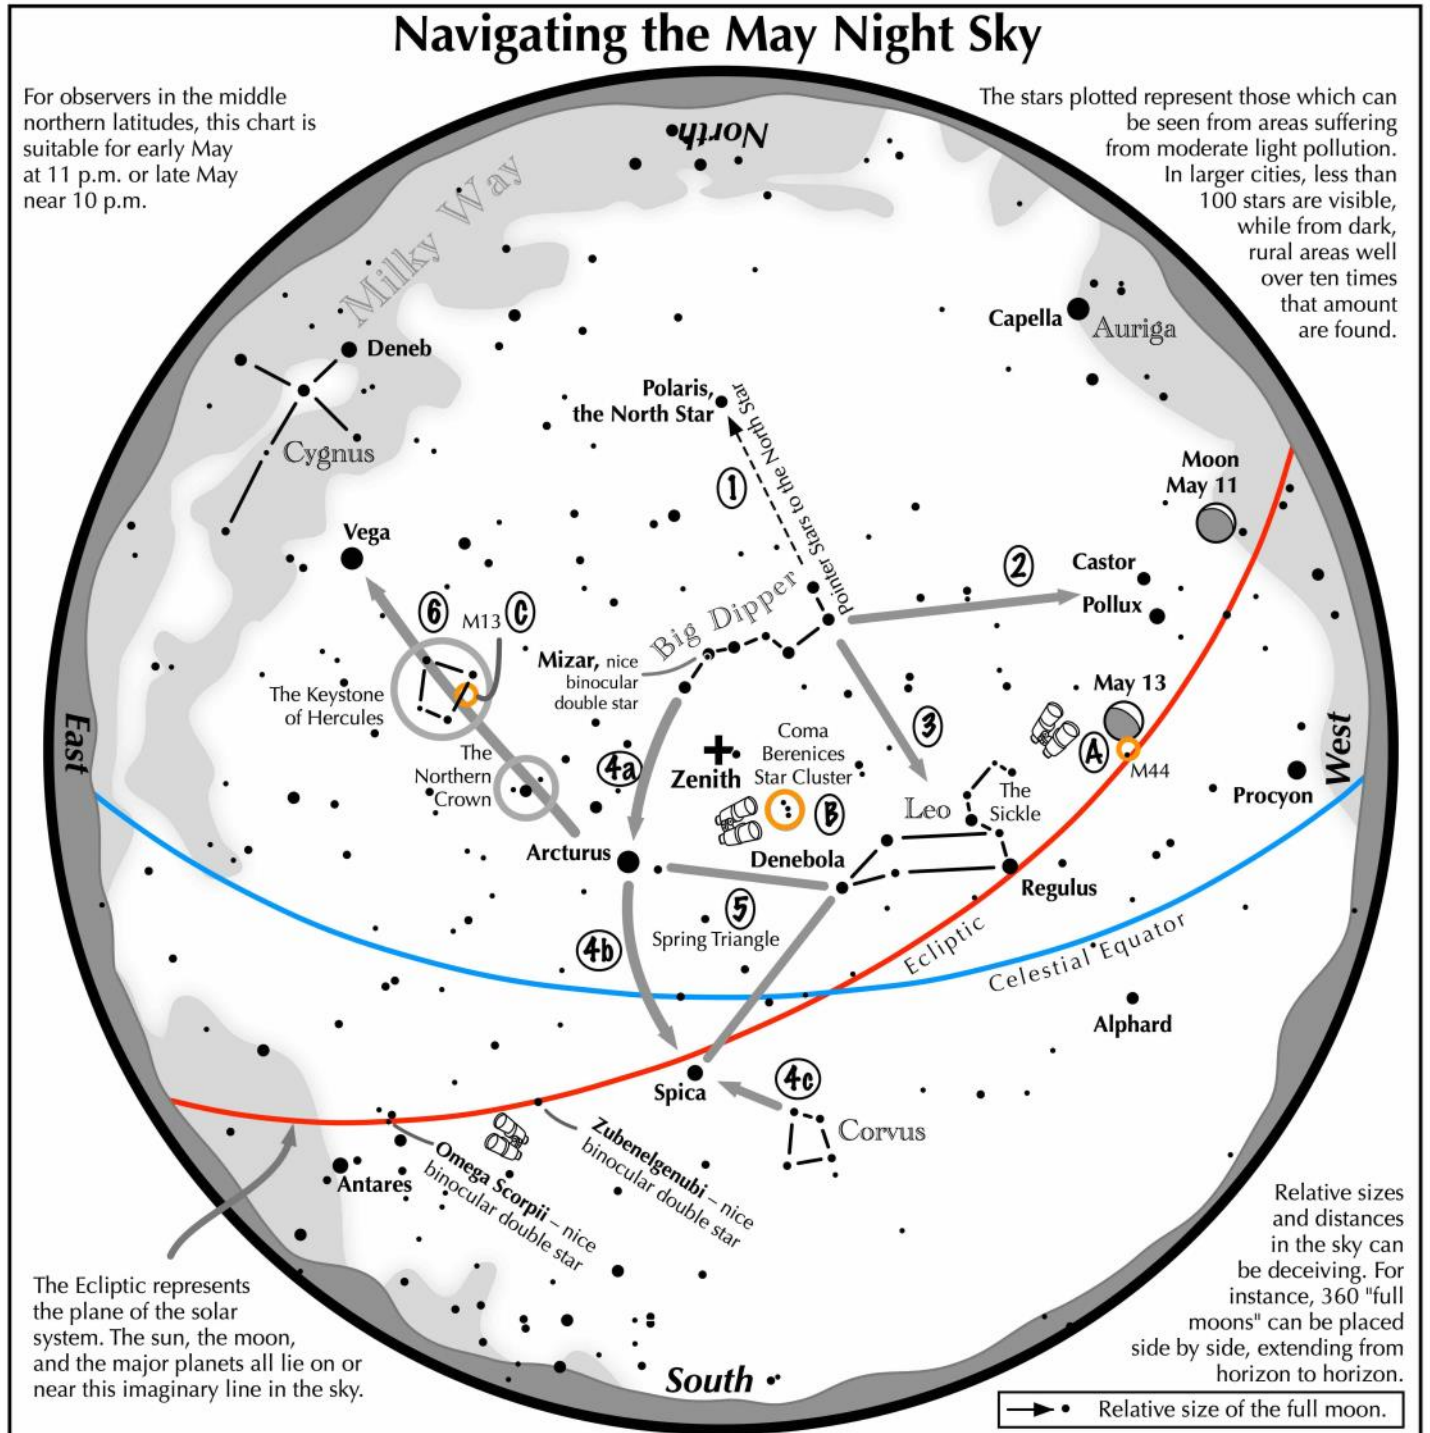 Navigating the May Night Sky
For observers in the middle
northern latitudes, this chart is
suitable for early May
at 11 p.m. or late May
near 10 p.m.
The stars plotted represent those which can
be seen from areas suffering
from moderate light pollution.
In larger cities, less than
100 stars are visible,
while from dark,
rural areas well
over ten times
that amount
are found.
North
Milky Way
Capella
Auriga
Deneb
Cygnus
Polaris,
the North Star
Pointer Stars to the North Star
1
Moon
May 11
Vega
2
Castor
Pollux
Big Dipper
6
M13
C
Mizar, nice
binocular
double star
The Keystone
of Hercules
3
May 13
A
M44
East
West
The
Northern
Crown
4a
Zenith
Coma
Berenices
Star Cluster
B
Leo
The
Sickle
Procyon
Arcturus
Denebola
Regulus
5
Spring Triangle
4b
Ecliptic
Celestial Equator
Alphard
Spica
4c
Corvus
Zubenelgenubi – nice
binocular double star
Omega Scorpii – nice
binocular double star
Antares
The Ecliptic represents
the plane of the solar
system. The sun, the moon,
and the major planets all lie on or
near this imaginary line in the sky.
South
Relative sizes
and distances
in the sky can
be deceiving. For
instance, 360 "full
moons" can be placed
side by side, extending from
horizon to horizon.
Relative size of the full moon.